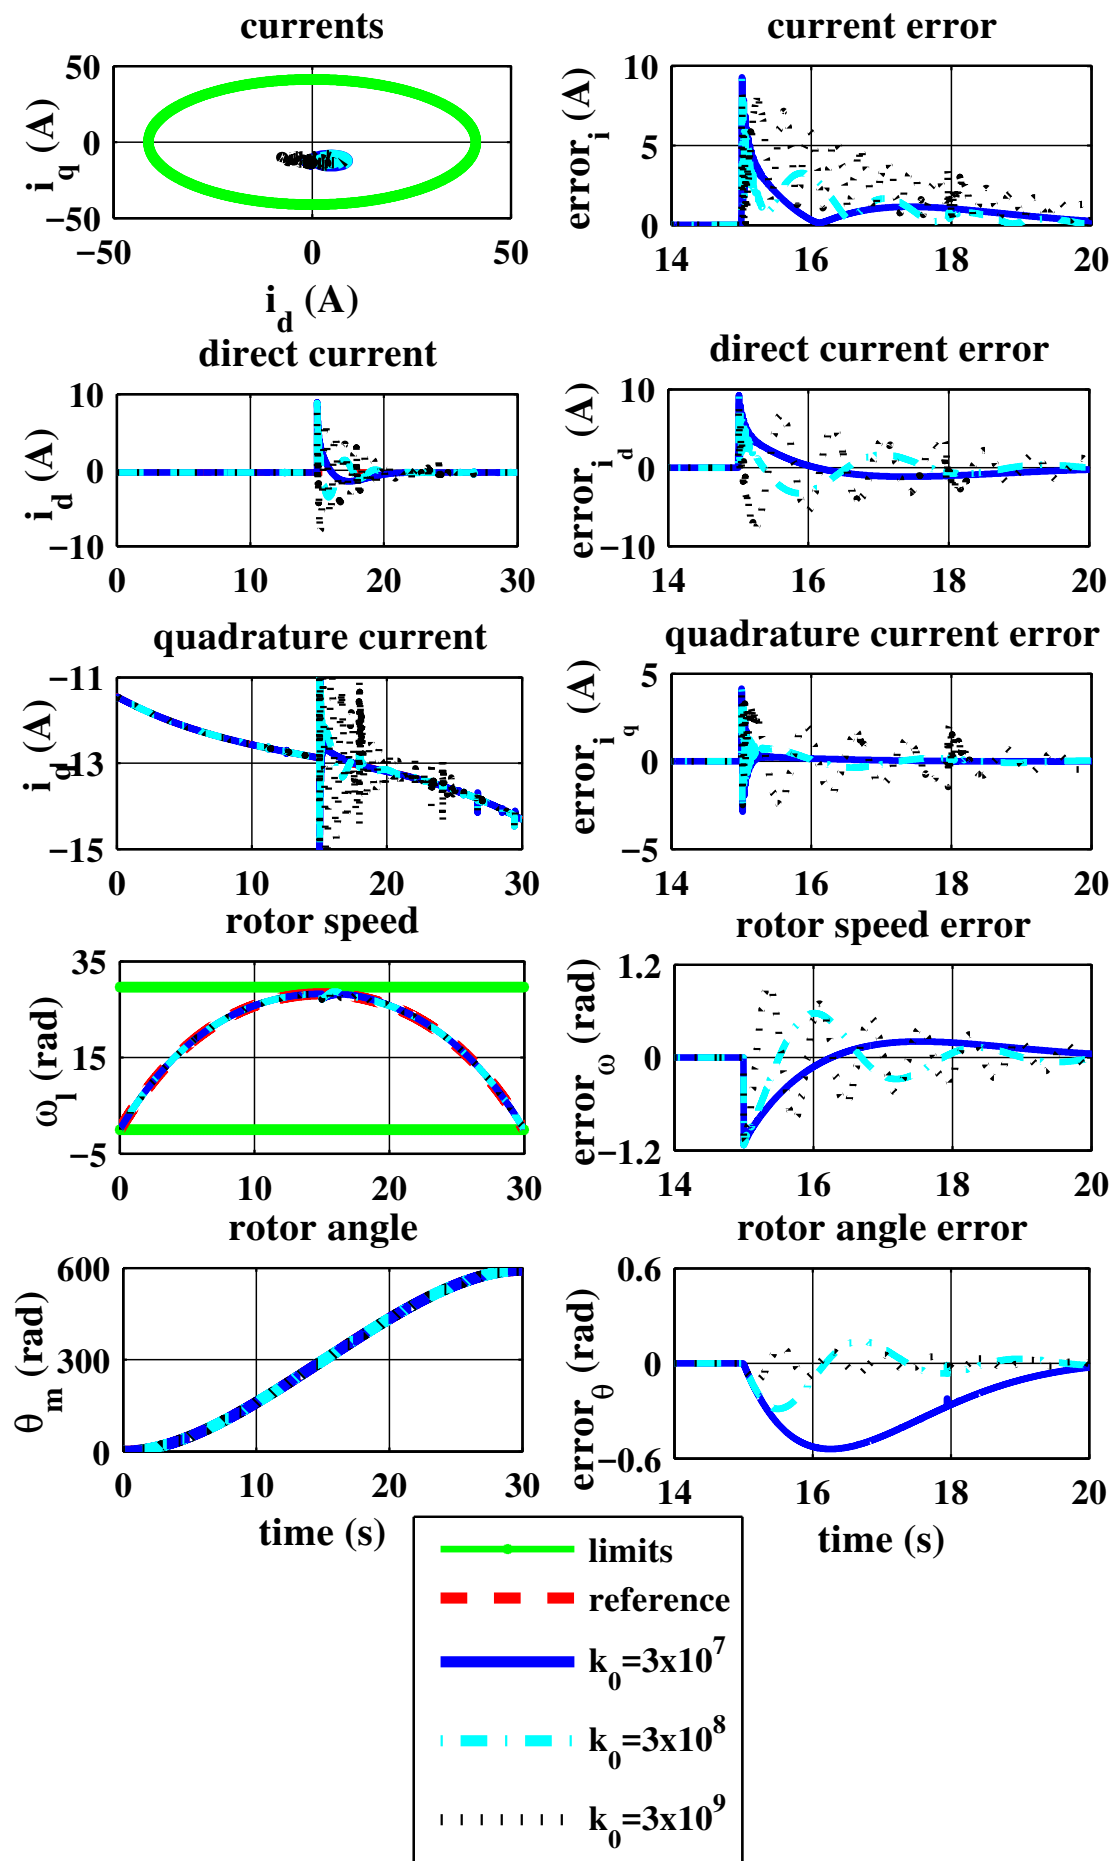 currents
current error
50
0
−50
i_q (A)
−50
0
50
i_d (A)
10
5
0
error_i (A)
14
16
18
20
direct current
direct current error
10
0
−10
i_d (A)
0
10
20
30
10
0
−10
error_i_d (A)
14
16
18
20
quadrature current
quadrature current error
−11
−13
−15
i_q (A)
0
10
20
30
5
0
−5
error_i_q (A)
14
16
18
20
rotor speed
rotor speed error
35
15
−5
ω_l (rad)
0
10
20
30
1.2
0
−1.2
error_ω (rad)
14
16
18
20
rotor angle
rotor angle error
600
300
0
θ_m (rad)
0
10
20
30
time (s)
0.6
0
−0.6
error_θ (rad)
14
16
18
20
time (s)
limits
reference
k_0=3x10^7
k_0=3x10^8
k_0=3x10^9